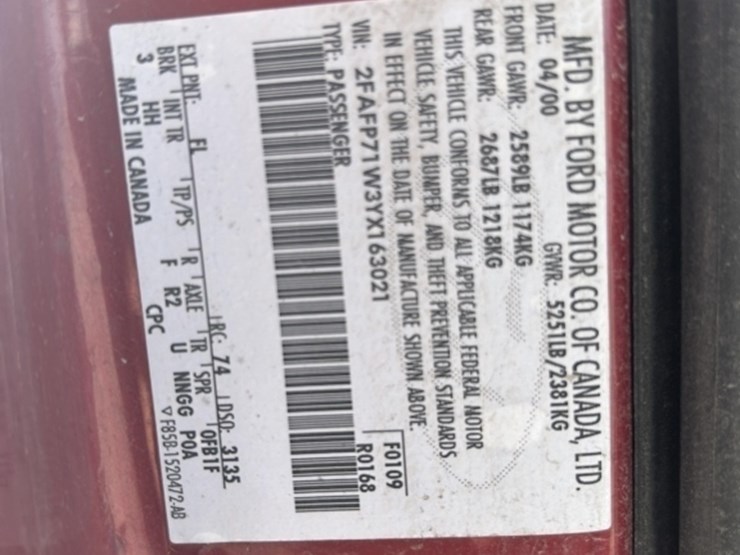 MFD. BY FORD MOTOR CO. OF CANADA, LTD.
DATE: 04/00 GVWR: 5251LB/2381KG
FRONT GAWR: 2589LB 1174KG
REAR GAWR: 2687LB 1218KG
THIS VEHICLE CONFORMS TO ALL APPLICABLE FEDERAL MOTOR
VEHICLE SAFETY, BUMPER, AND THEFT PREVENTION STANDARDS
IN EFFECT ON THE DATE OF MANUFACTURE SHOWN ABOVE.
VIN: 2FAFP71W3YX163021 F0109
TYPE: PASSENGER R0168
EXT PNT: FL RC: 74 DSO: 3135
BRK INT TR TP/PS R AXLE TR SPR 0FB1F
3 HH F R2 U NNGG POA
MADE IN CANADA CPC F85B-1520472-AB